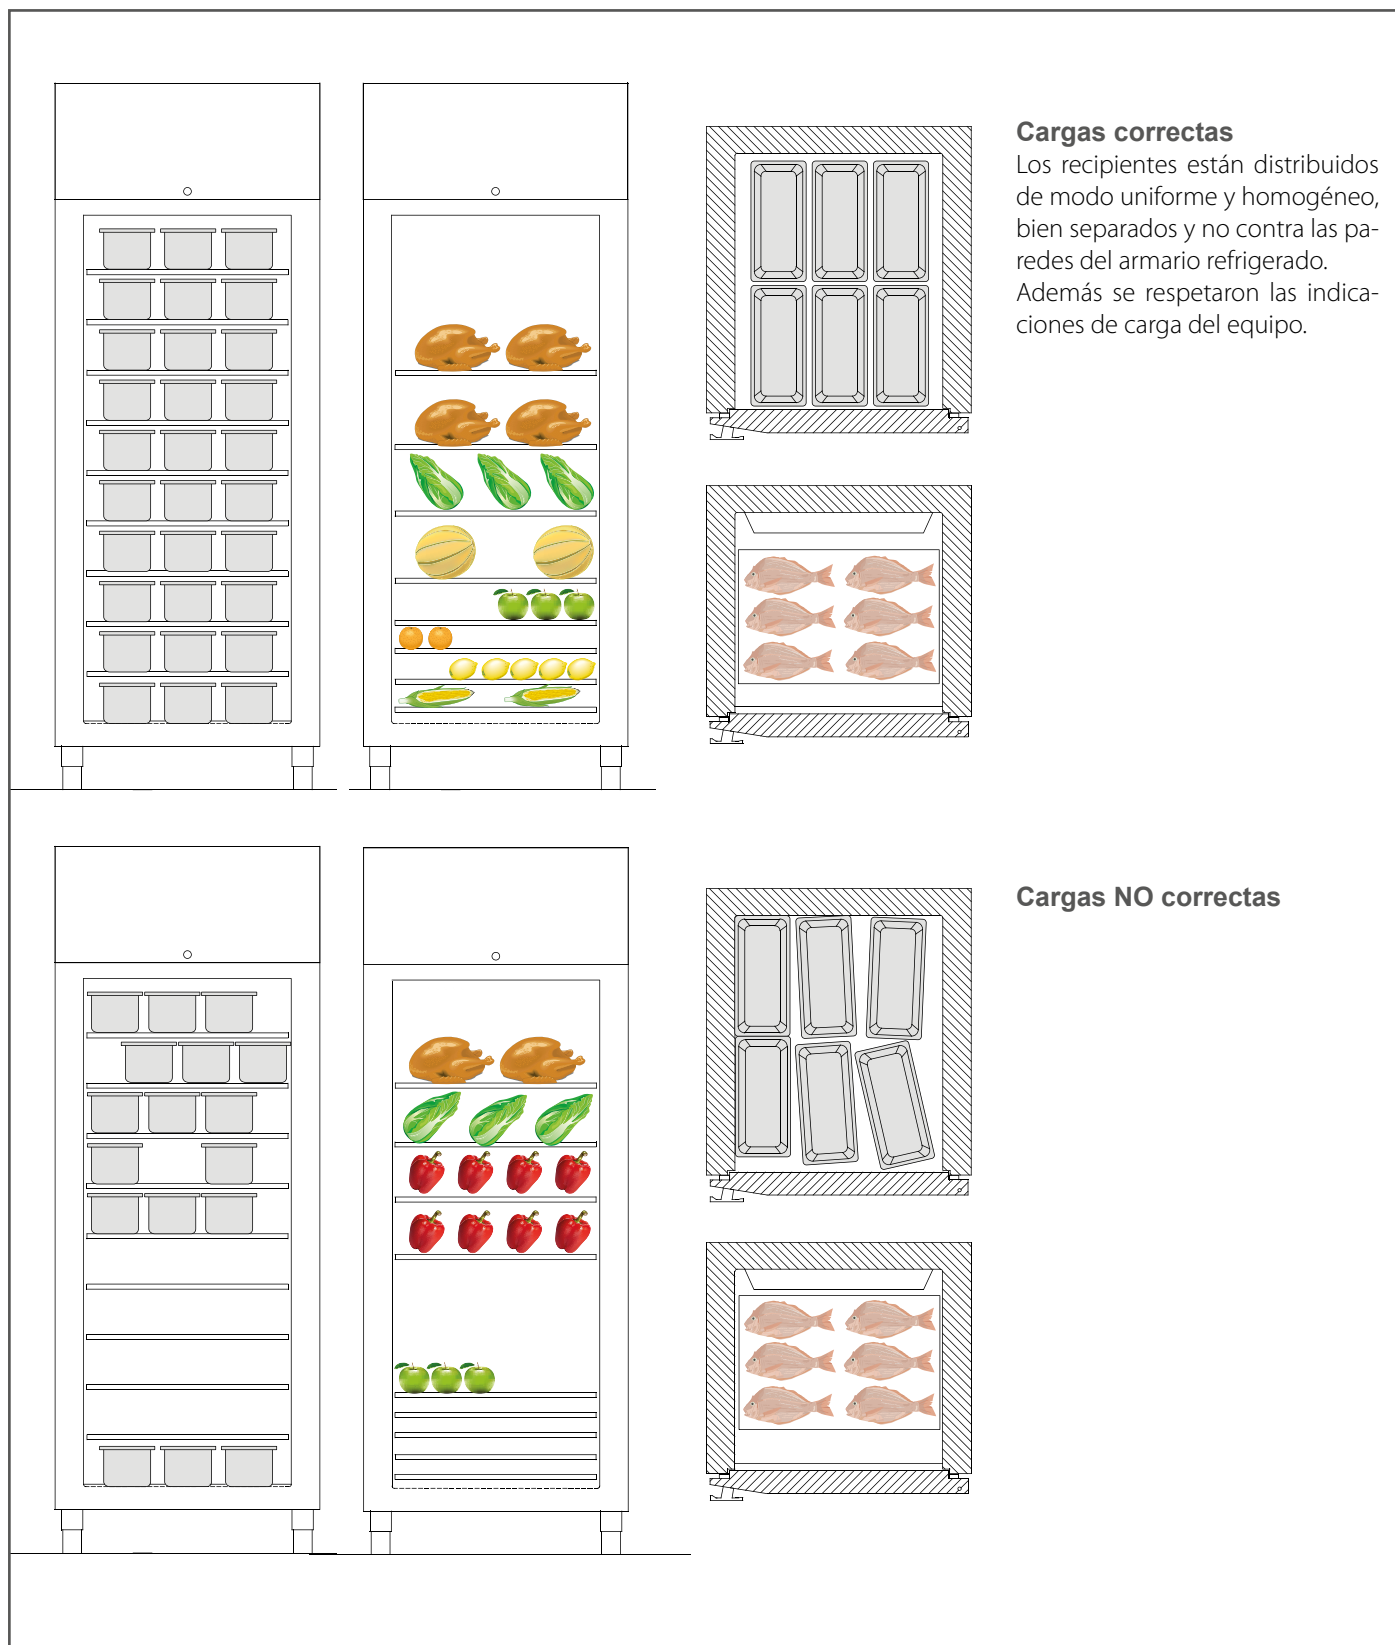 Cargas correctas
Los recipientes están distribuidos
de modo uniforme y homogéneo,
bien separados y no contra las pa-
redes del armario refrigerado.
Además se respetaron las indica-
ciones de carga del equipo.
Cargas NO correctas